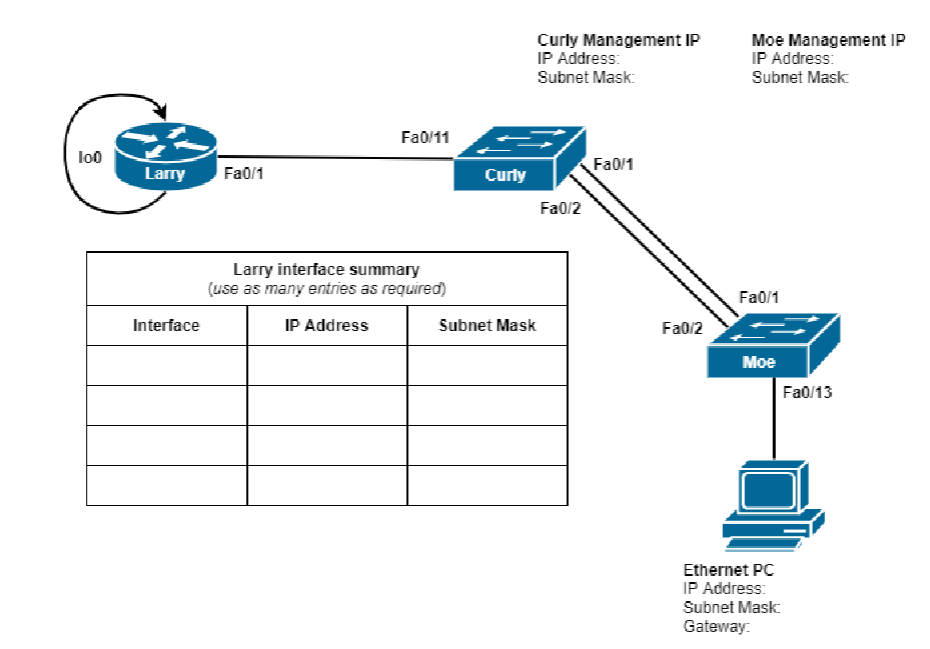 Curly Management IP
IP Address:
Subnet Mask:
Moe Management IP
IP Address:
Subnet Mask:
lo0
Larry
Fa0/1
Fa0/11
Curly
Fa0/1
Fa0/2
Larry interface summary
(use as many entries as required)
Interface
IP Address
Subnet Mask
Fa0/1
Fa0/2
Moe
Fa0/13
Ethernet PC
IP Address:
Subnet Mask:
Gateway: